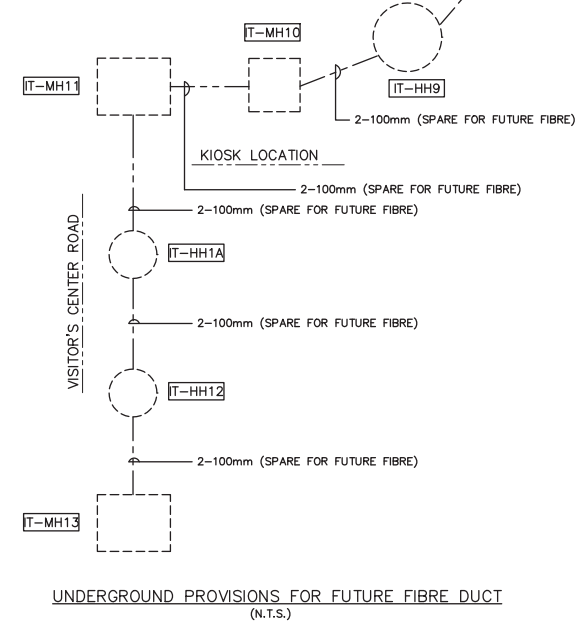 IT-MH10
IT-MH11
IT-HH9
2-100mm (SPARE FOR FUTURE FIBRE)
KIOSK LOCATION
2-100mm (SPARE FOR FUTURE FIBRE)
2-100mm (SPARE FOR FUTURE FIBRE)
VISITOR'S CENTER ROAD
IT-HH1A
2-100mm (SPARE FOR FUTURE FIBRE)
IT-HH12
2-100mm (SPARE FOR FUTURE FIBRE)
IT-MH13
UNDERGROUND PROVISIONS FOR FUTURE FIBRE DUCT
(N.T.S.)